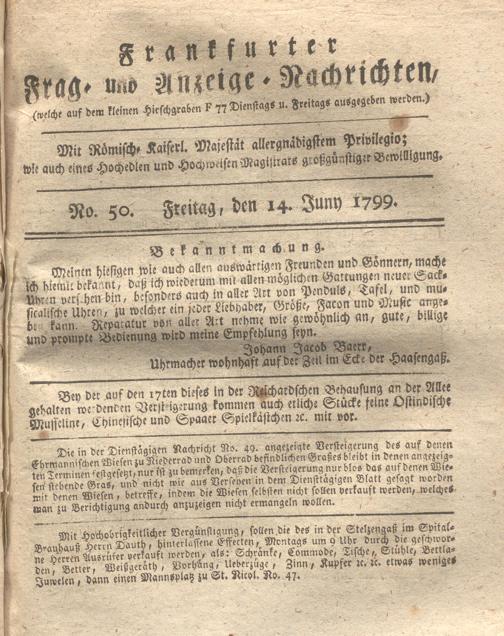 Frankfurter
Frag- und Anzeige-Nachrichten,
(welche auf dem kleinen Hirschgraben F 77 Dienstags u. Freitags ausgegeben werden.)
Mit Römisch-Kaiserl. Majestät allergnädigstem Privilegio;
wie auch eines Hochedlen und Hochweisen Magistrats großgünstiger Bewilligung.
No. 50. Freitag, den 14. Juny 1799.
Bekanntmachung.
Meinen hiesigen wie auch allen auswärtigen Freunden und Gönnern, mache
ich hiemit bekannt, daß ich wiederum mit allen möglichen Gattungen neuer Sack-
Uhren versehen bin, besonders auch in aller Art von Penduls, Tafel, und mu-
sicalische Uhren, zu welcher ein jeder Liebhaber, Größe, Facon und Music ange-
ben kann. Reparatur von aller Art nehme wie gewöhnlich an, gute, billige
und prompte Bedienung wird meine Empfehlung seyn.
Johann Jacob Baerr,
Uhrmacher wohnhaft auf der Zeil im Ecke der Haasengaß.
Bey der auf den 17ten dieses in der Reichardschen Behausung an der Allee
gehalten werdenden Versteigerung kommen auch etliche Stücke feine Ostindische
Musseline, Chinesische und Spaaer Spielkästchen ꝛc. mit vor.
Die in der Dienstägigen Nachricht No. 49. angezeigte Versteigerung des auf denen
Ehrmannischen Wiesen zu Niederrad und Oberrad befindlichen Graßes bleibt in denen angezeig-
ten Terminen festgesetzt, nur ist zu bemerken, daß die Versteigerung nur blos das auf denen Wie-
sen stehende Gras, und nicht wie aus Versehen in dem Dienstägigen Blatt gesagt worden
mit denen Wiesen, betreffe, indem die Wiesen selbsten nicht sollen verkauft werden, welches
man zu Berichtigung andurch anzuzeigen nicht ermangeln wollen.
Mit Hochobrigkeitlicher Vergünstigung, sollen die des in der Stelzengaß im Spital-
Brauhauß Herrn Dauth, hinterlassene Effecten, Montags um 9 Uhr durch die geschwor-
ne Herren Ausrüfer verkauft werden, als: Schränke, Commode, Tische, Stühle, Bettla-
den, Better, Weißgeräth, Vorhäng, Ueberzüge, Zinn, Kupfer ꝛc. ꝛc. etwas weniges
Juwelen, dann einen Mannsplatz zu St. Nicol. No. 47.